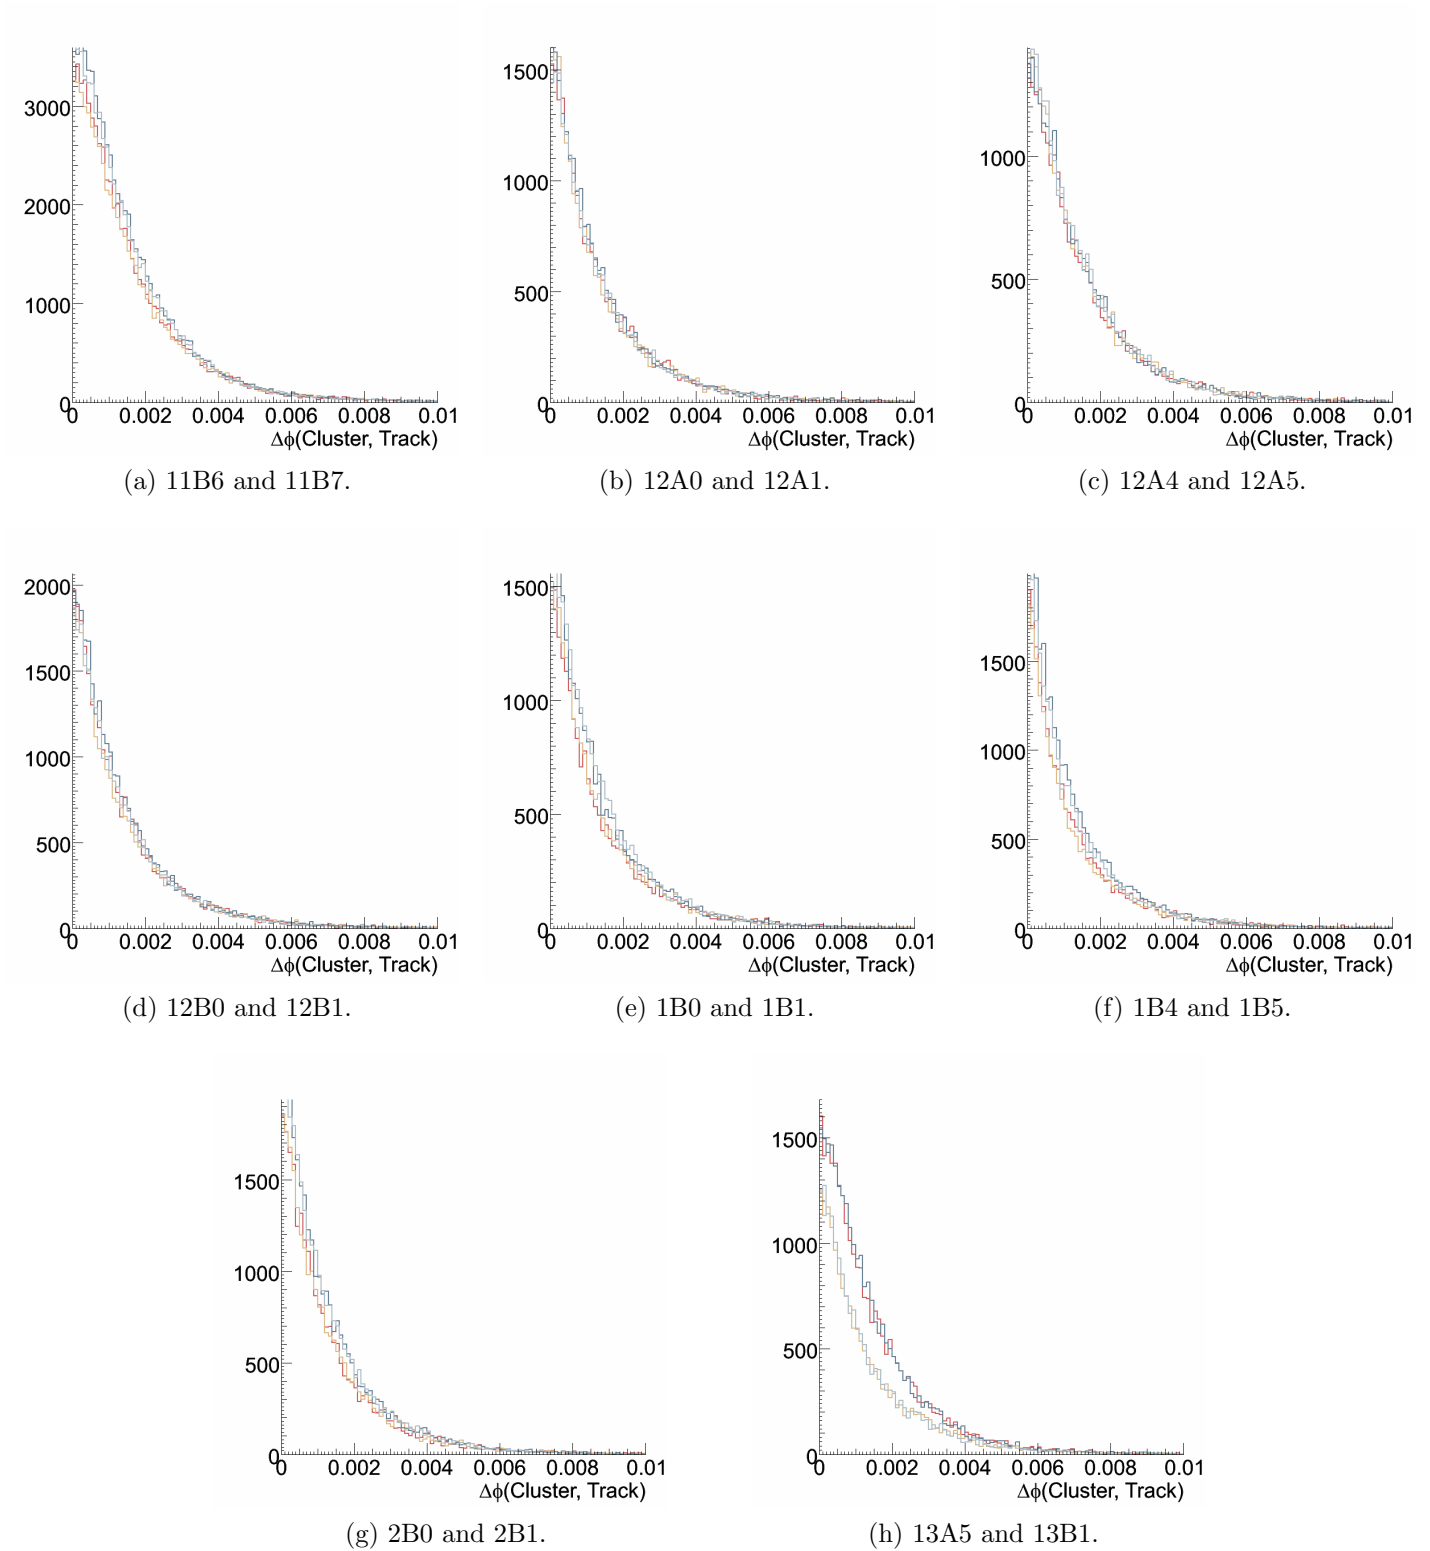 3000
2000
1000
0
0 0.002 0.004 0.006 0.008 0.01
Δϕ(Cluster, Track)
(a) 11B6 and 11B7.
1500
1000
500
0
0 0.002 0.004 0.006 0.008 0.01
Δϕ(Cluster, Track)
(b) 12A0 and 12A1.
1000
500
0
0 0.002 0.004 0.006 0.008 0.01
Δϕ(Cluster, Track)
(c) 12A4 and 12A5.
2000
1500
1000
500
0
0 0.002 0.004 0.006 0.008 0.01
Δϕ(Cluster, Track)
(d) 12B0 and 12B1.
1500
1000
500
0
0 0.002 0.004 0.006 0.008 0.01
Δϕ(Cluster, Track)
(e) 1B0 and 1B1.
1500
1000
500
0
0 0.002 0.004 0.006 0.008 0.01
Δϕ(Cluster, Track)
(f) 1B4 and 1B5.
1500
1000
500
0
0 0.002 0.004 0.006 0.008 0.01
Δϕ(Cluster, Track)
(g) 2B0 and 2B1.
1500
1000
500
0
0 0.002 0.004 0.006 0.008 0.01
Δϕ(Cluster, Track)
(h) 13A5 and 13B1.